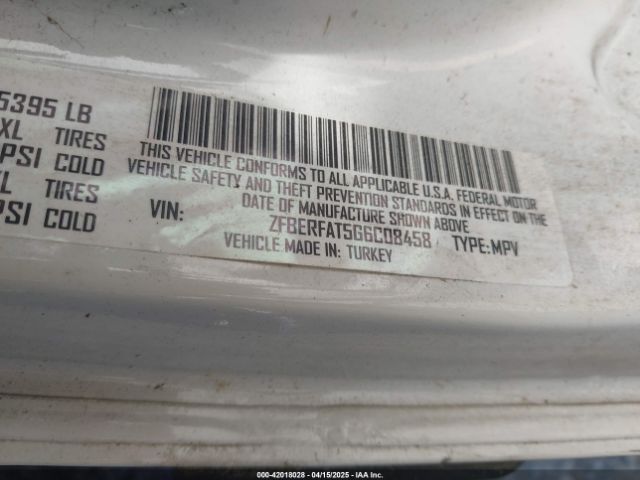 5395 LB
XL TIRES
PSI COLD
XL TIRES
PSI COLD
THIS VEHICLE CONFORMS TO ALL APPLICABLE U.S.A. FEDERAL MOTOR
VEHICLE SAFETY AND THEFT PREVENTION STANDARDS IN EFFECT ON THE
DATE OF MANUFACTURE SHOWN ABOVE
VIN: ZFBERFAT5G6C08458 TYPE:MPV
VEHICLE MADE IN: TURKEY
000-42018028 - 04/15/2025 - IAA Inc.